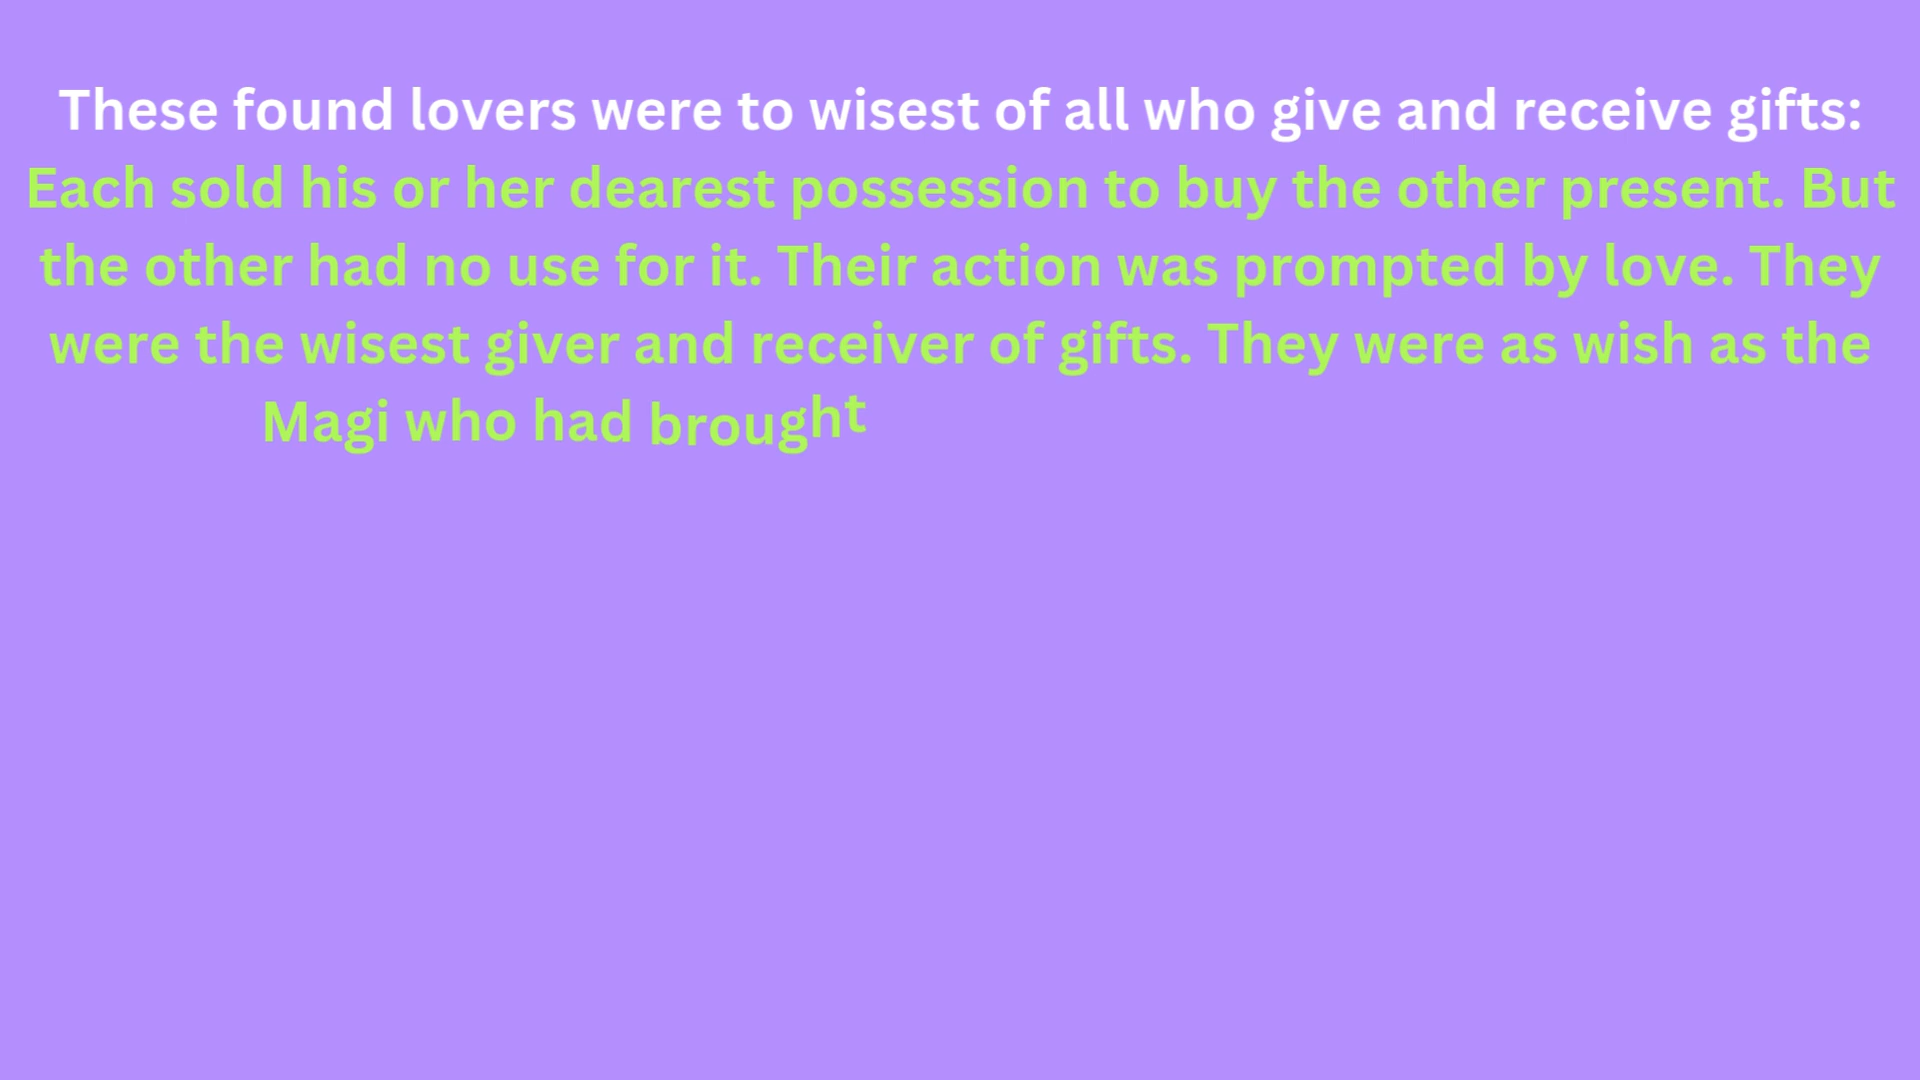 These found lovers were to wisest of all who give and receive gifts:
Each sold his or her dearest possession to buy the other present. But
the other had no use for it. Their action was prompted by love. They
were the wisest giver and receiver of gifts. They were as wish as the
Magi who had brought